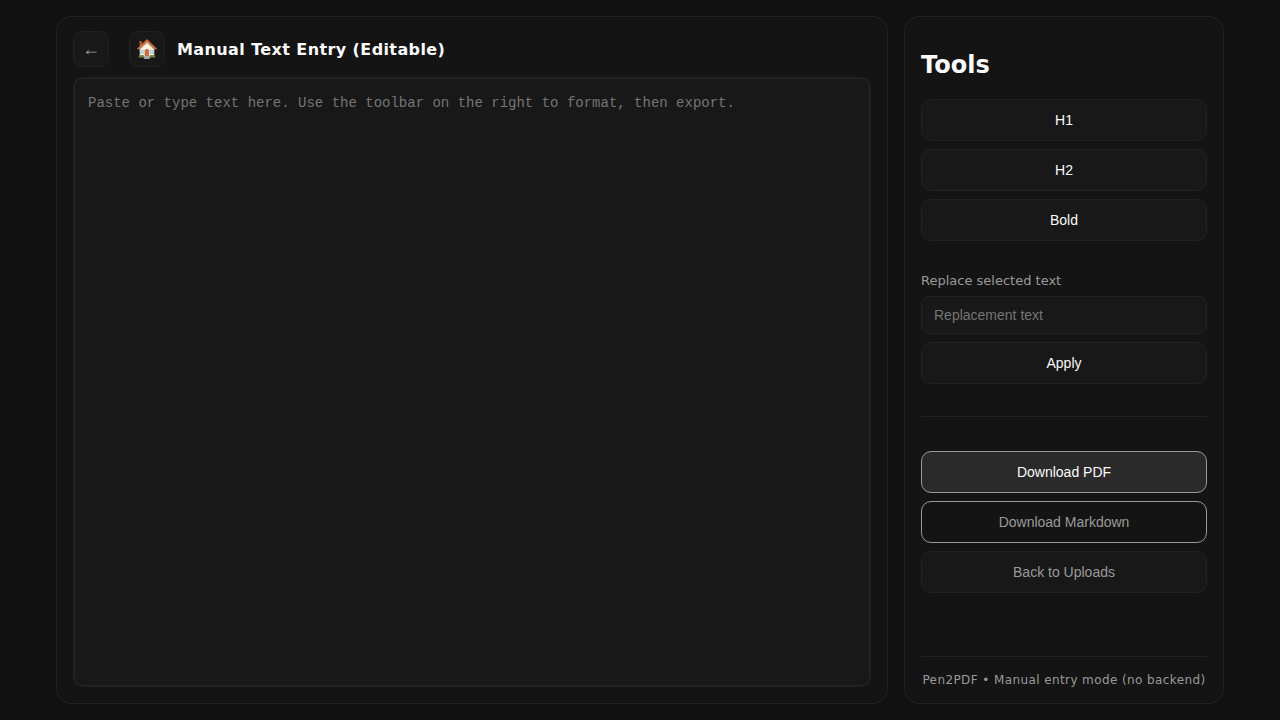 ←
Manual Text Entry (Editable)
Paste or type text here. Use the toolbar on the right to format, then export.
Tools
H1
H2
Bold
Replace selected text
Replacement text
Apply
Download PDF
Download Markdown
Back to Uploads
Pen2PDF • Manual entry mode (no backend)